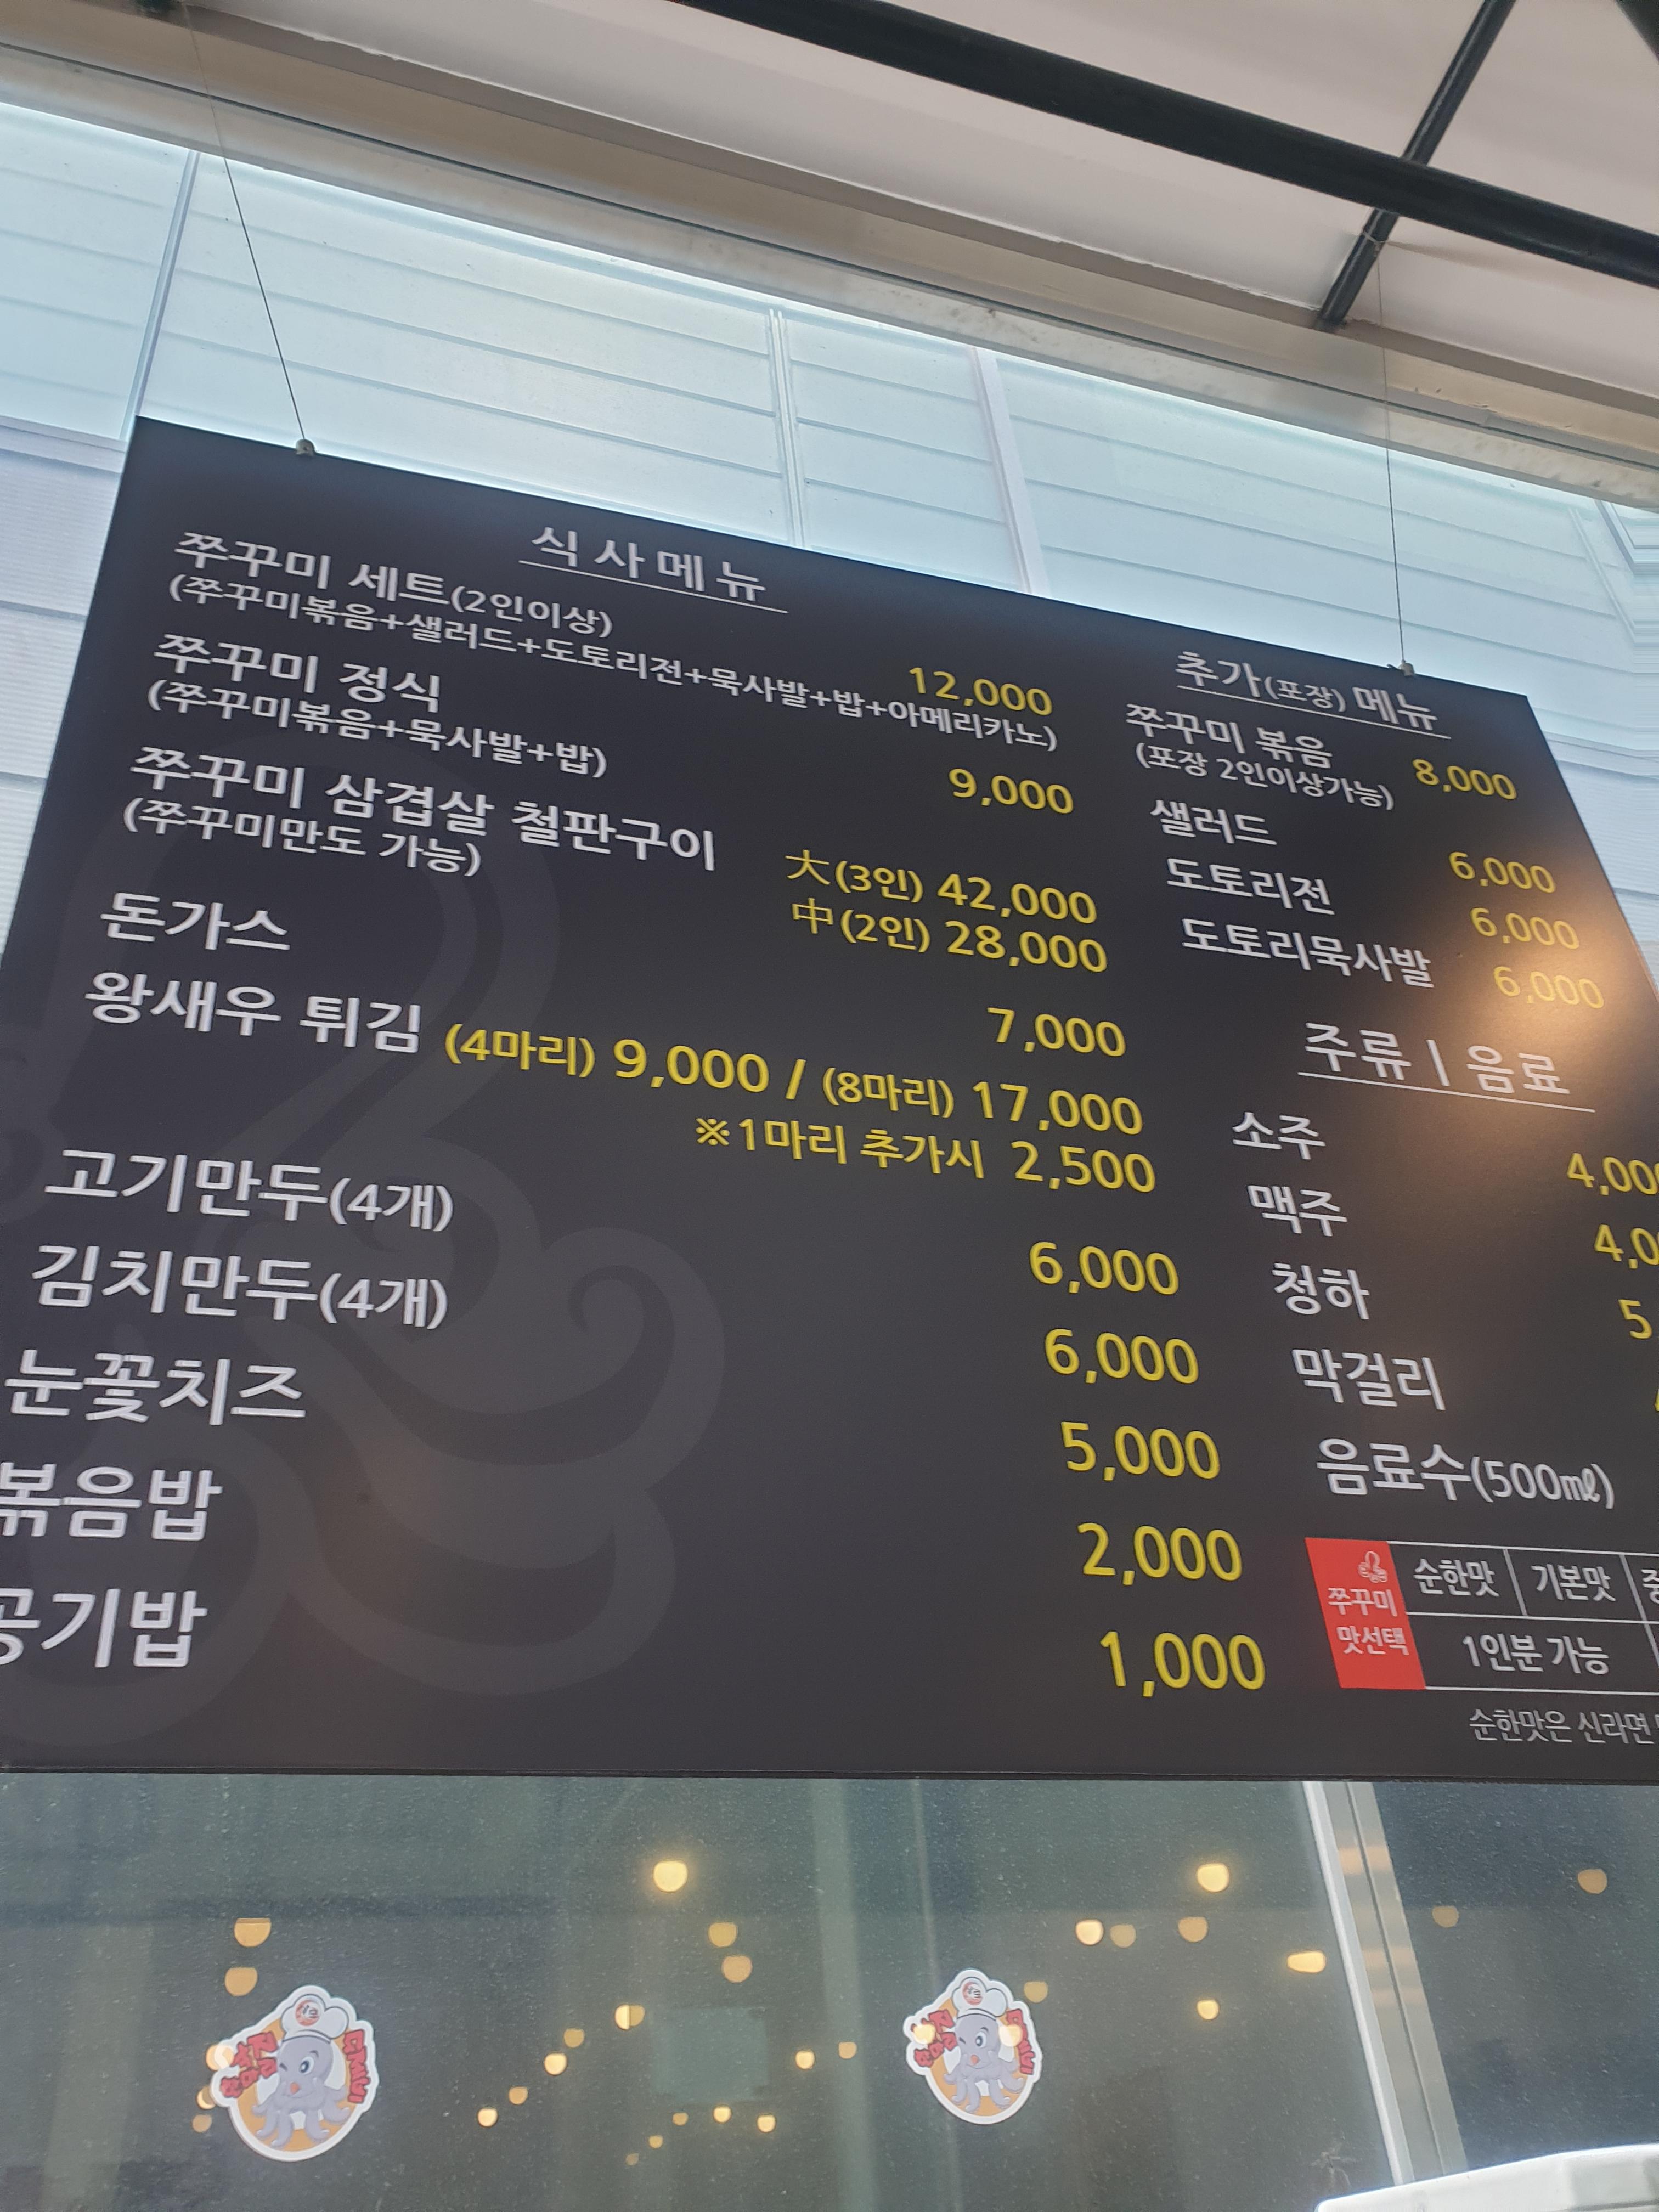 식사메뉴
쭈꾸미 세트(2인이상) 12,000
(쭈꾸미볶음+샐러드+도토리전+묵사발+밥+아메리카노)
쭈꾸미 정식 9,000
(쭈꾸미볶음+묵사발+밥)
쭈꾸미 삼겹살 철판구이 大(3인) 42,000
(쭈꾸미만도 가능) 中(2인) 28,000
돈가스 7,000
왕새우 튀김 (4마리) 9,000 / (8마리) 17,000
※1마리 추가시 2,500
고기만두(4개) 6,000
김치만두(4개) 6,000
눈꽃치즈 5,000
볶음밥 2,000
공기밥 1,000
추가(포장) 메뉴
쭈꾸미 볶음 8,000
(포장 2인이상가능)
샐러드 6,000
도토리전 6,000
도토리묵사발 6,000
주류 | 음료
소주 4,00
맥주 4,0
청하 5
막걸리
음료수(500㎖)
쭈꾸미
맛선택
순한맛 기본맛
1인분 가능
순한맛은 신라면